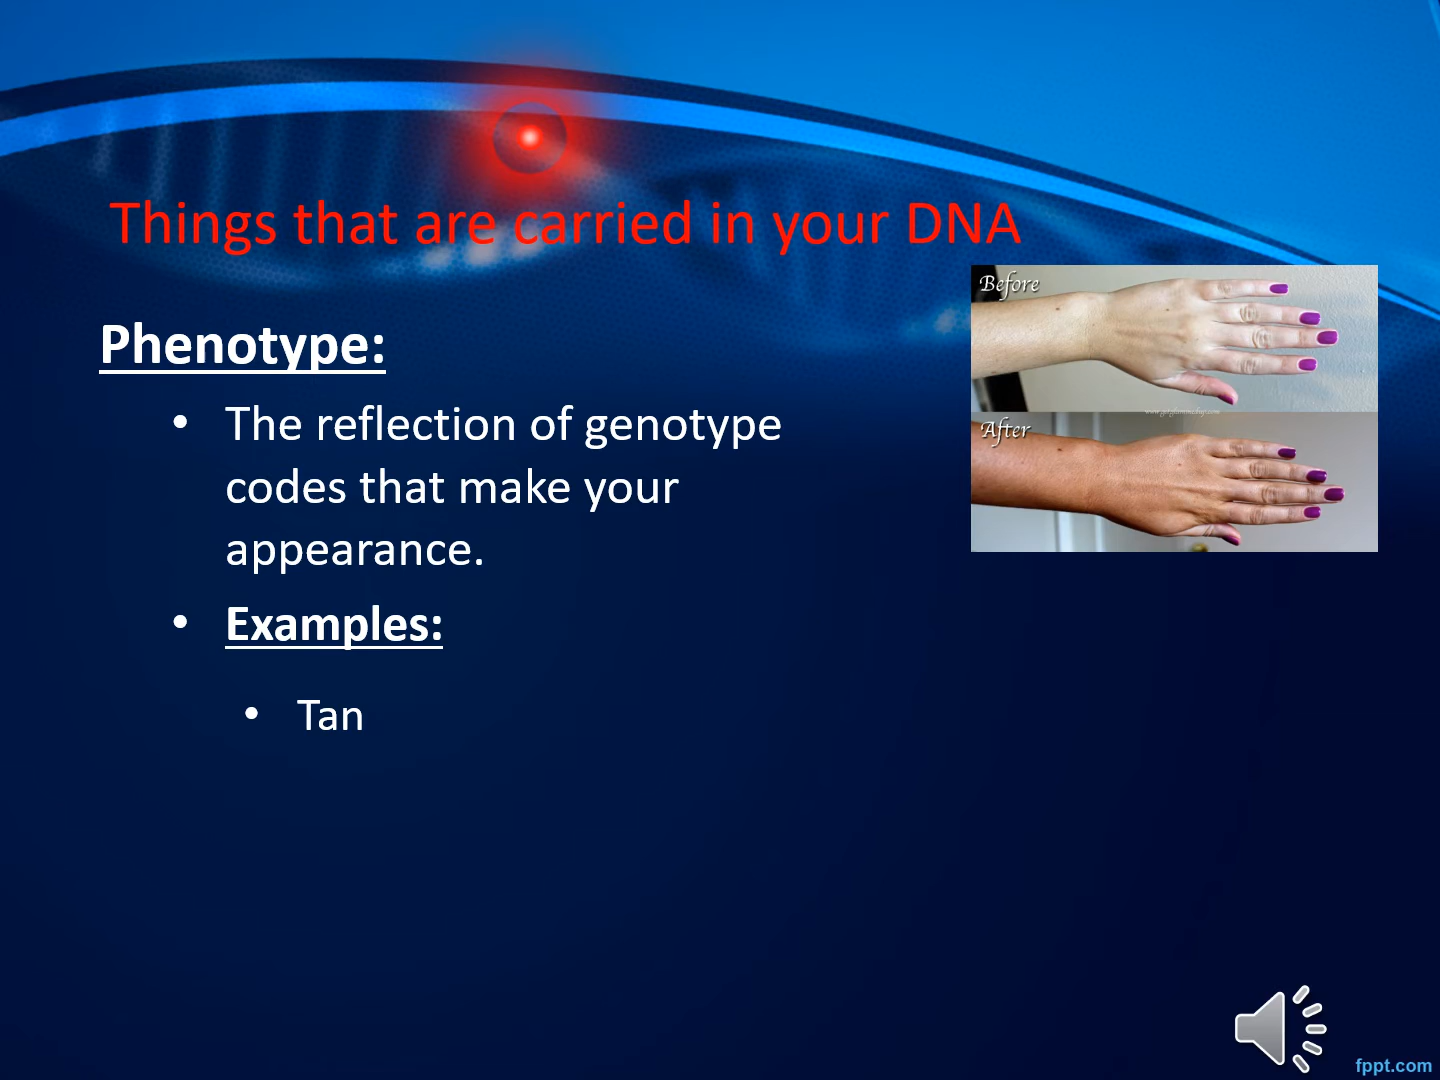 Things that are carried in your DNA
Before
Phenotype:
• The reflection of genotype
codes that make your
appearance.
After
• Examples:
• Tan
fppt.com